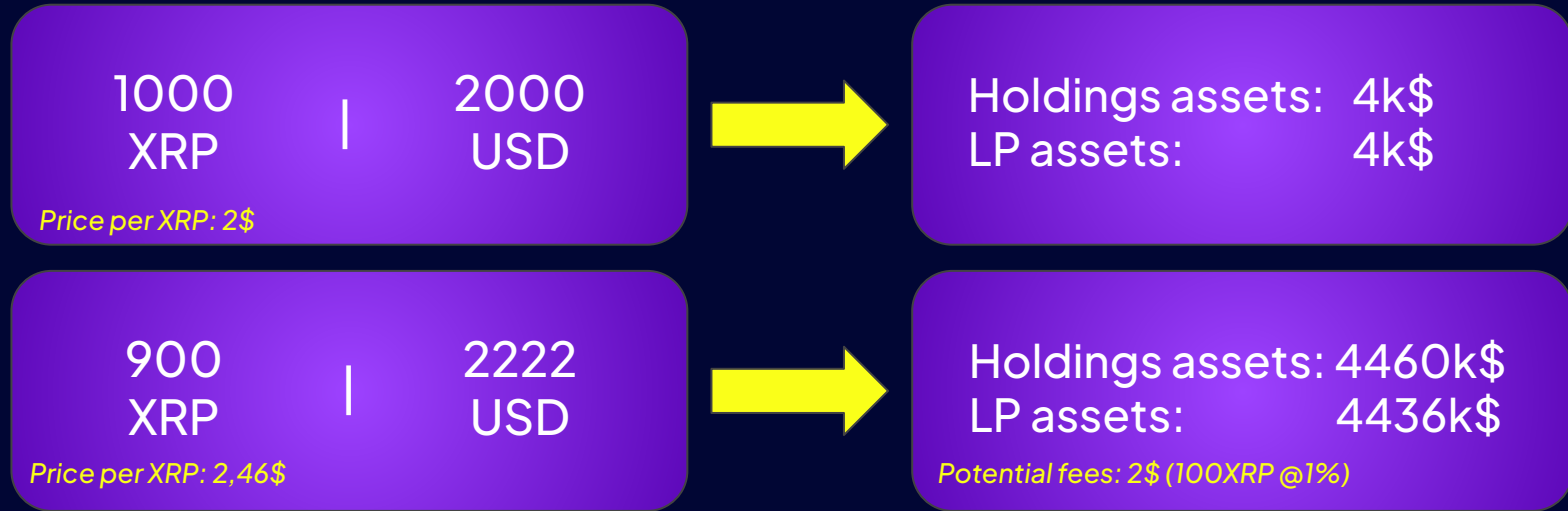 1000
XRP
|
2000
USD
Price per XRP: 2$
Holdings assets: 4k$
LP assets: 4k$
900
XRP
|
2222
USD
Price per XRP: 2,46$
Holdings assets: 4460k$
LP assets: 4436k$
Potential fees: 2$ (100XRP @1%)